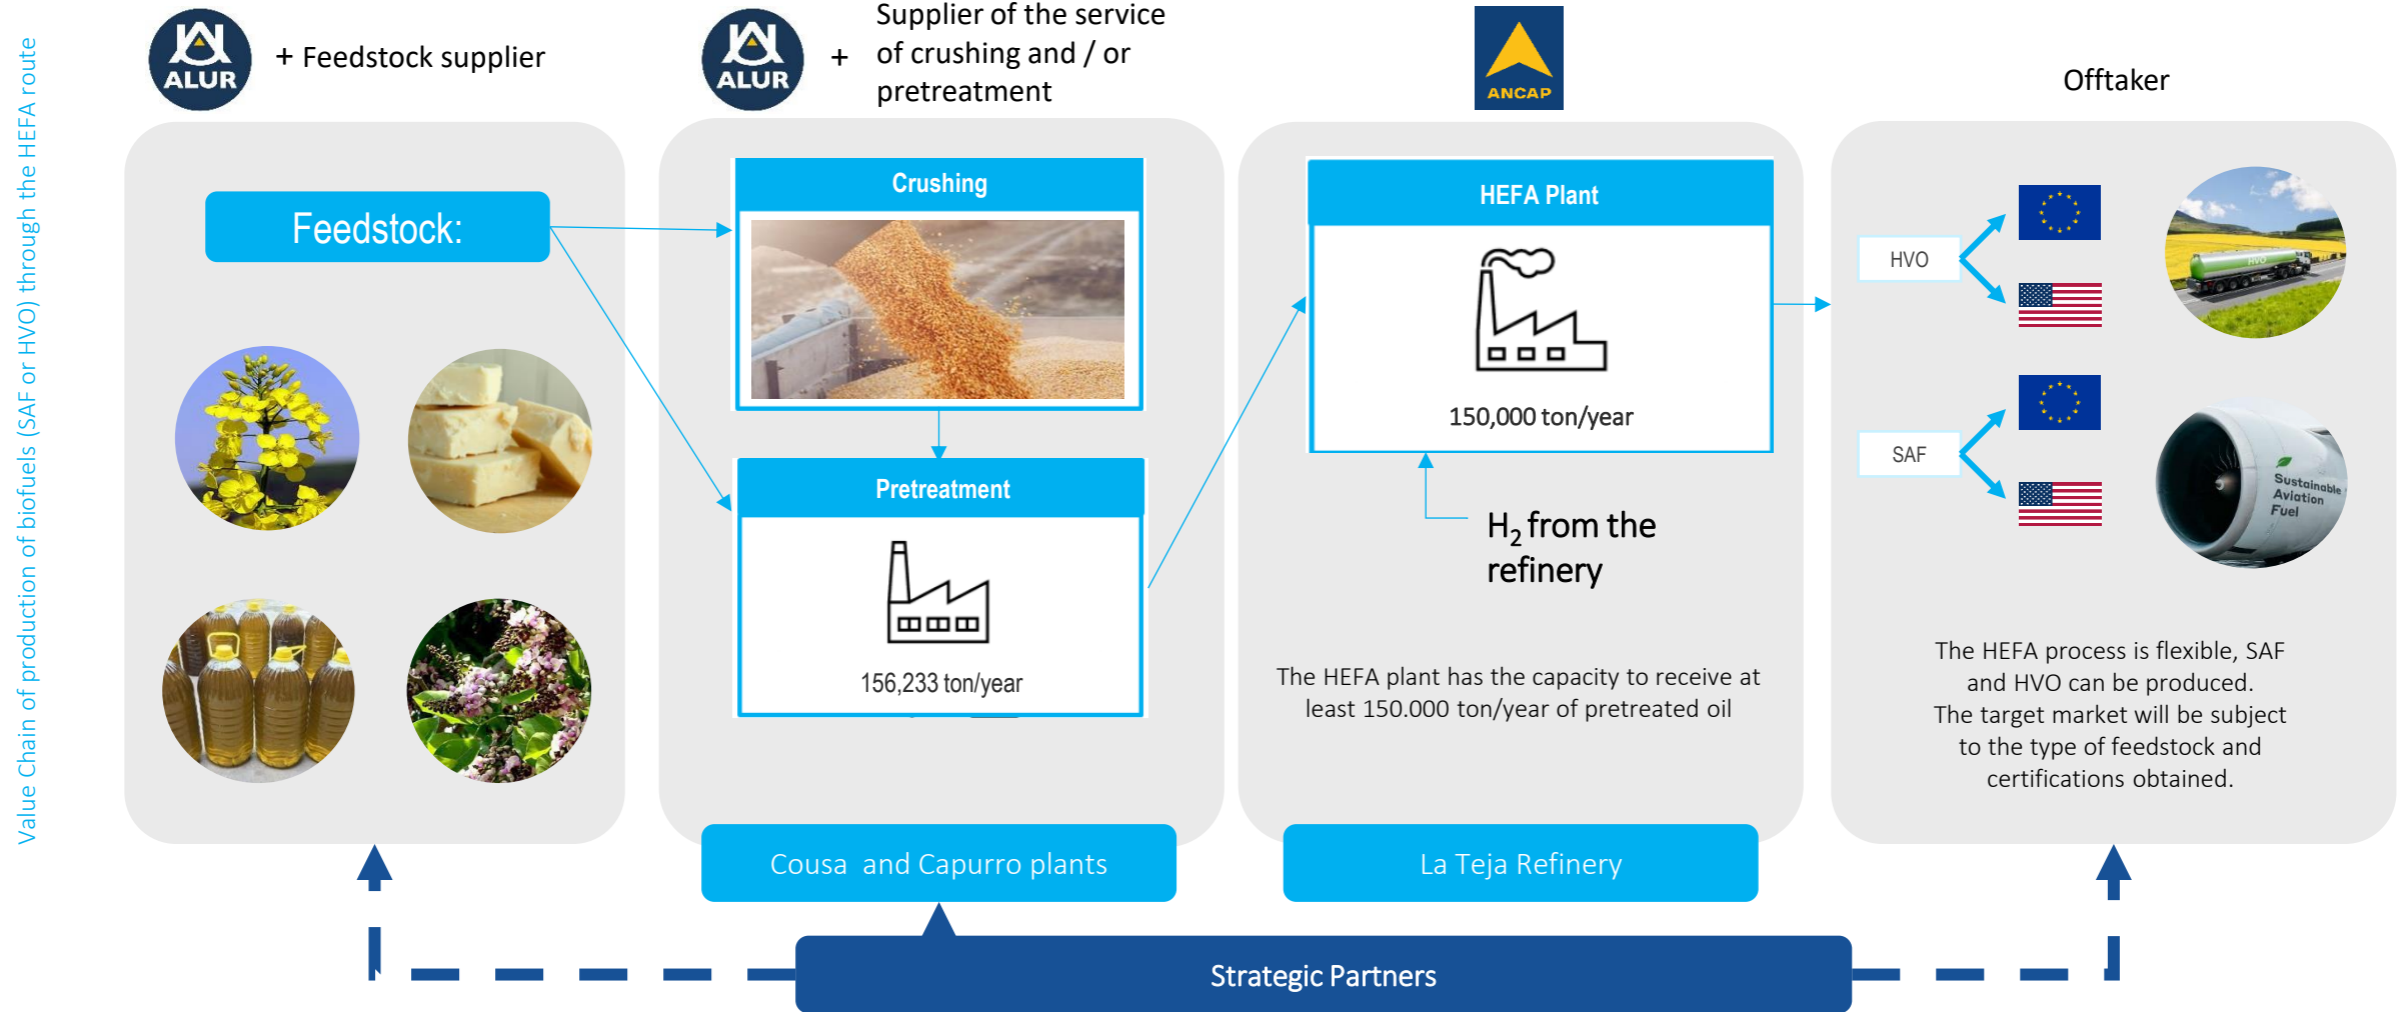 Value Chain of production of biofuels (SAF or HVO) through the HEFA route
ALUR
+ Feedstock supplier
Feedstock:
ALUR
+
Supplier of the service
of crushing and / or
pretreatment
Crushing
Pretreatment
156,233 ton/year
Cousa and Capurro plants
ANCAP
HEFA Plant
150,000 ton/year
H₂ from the
refinery
The HEFA plant has the capacity to receive at
least 150.000 ton/year of pretreated oil
La Teja Refinery
Offtaker
HVO
HVO
SAF
Sustainable
Aviation
Fuel
The HEFA process is flexible, SAF
and HVO can be produced.
The target market will be subject
to the type of feedstock and
certifications obtained.
Strategic Partners